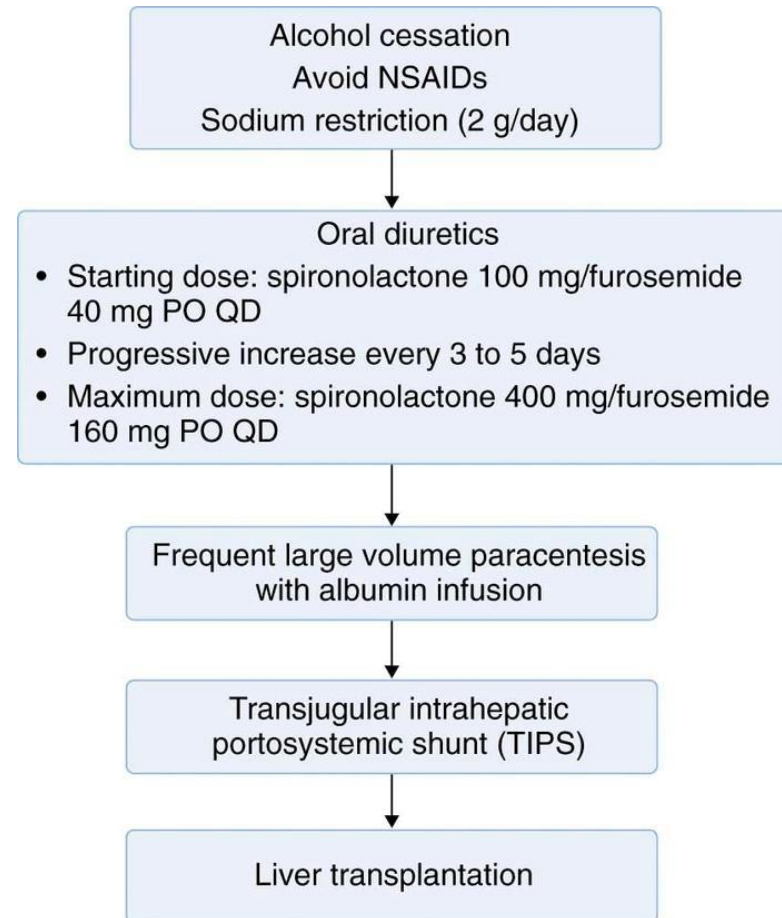 Alcohol cessation
Avoid NSAIDs
Sodium restriction (2 g/day)
Oral diuretics
• Starting dose: spironolactone 100 mg/furosemide
40 mg PO QD
• Progressive increase every 3 to 5 days
• Maximum dose: spironolactone 400 mg/furosemide
160 mg PO QD
Frequent large volume paracentesis
with albumin infusion
Transjugular intrahepatic
portosystemic shunt (TIPS)
Liver transplantation